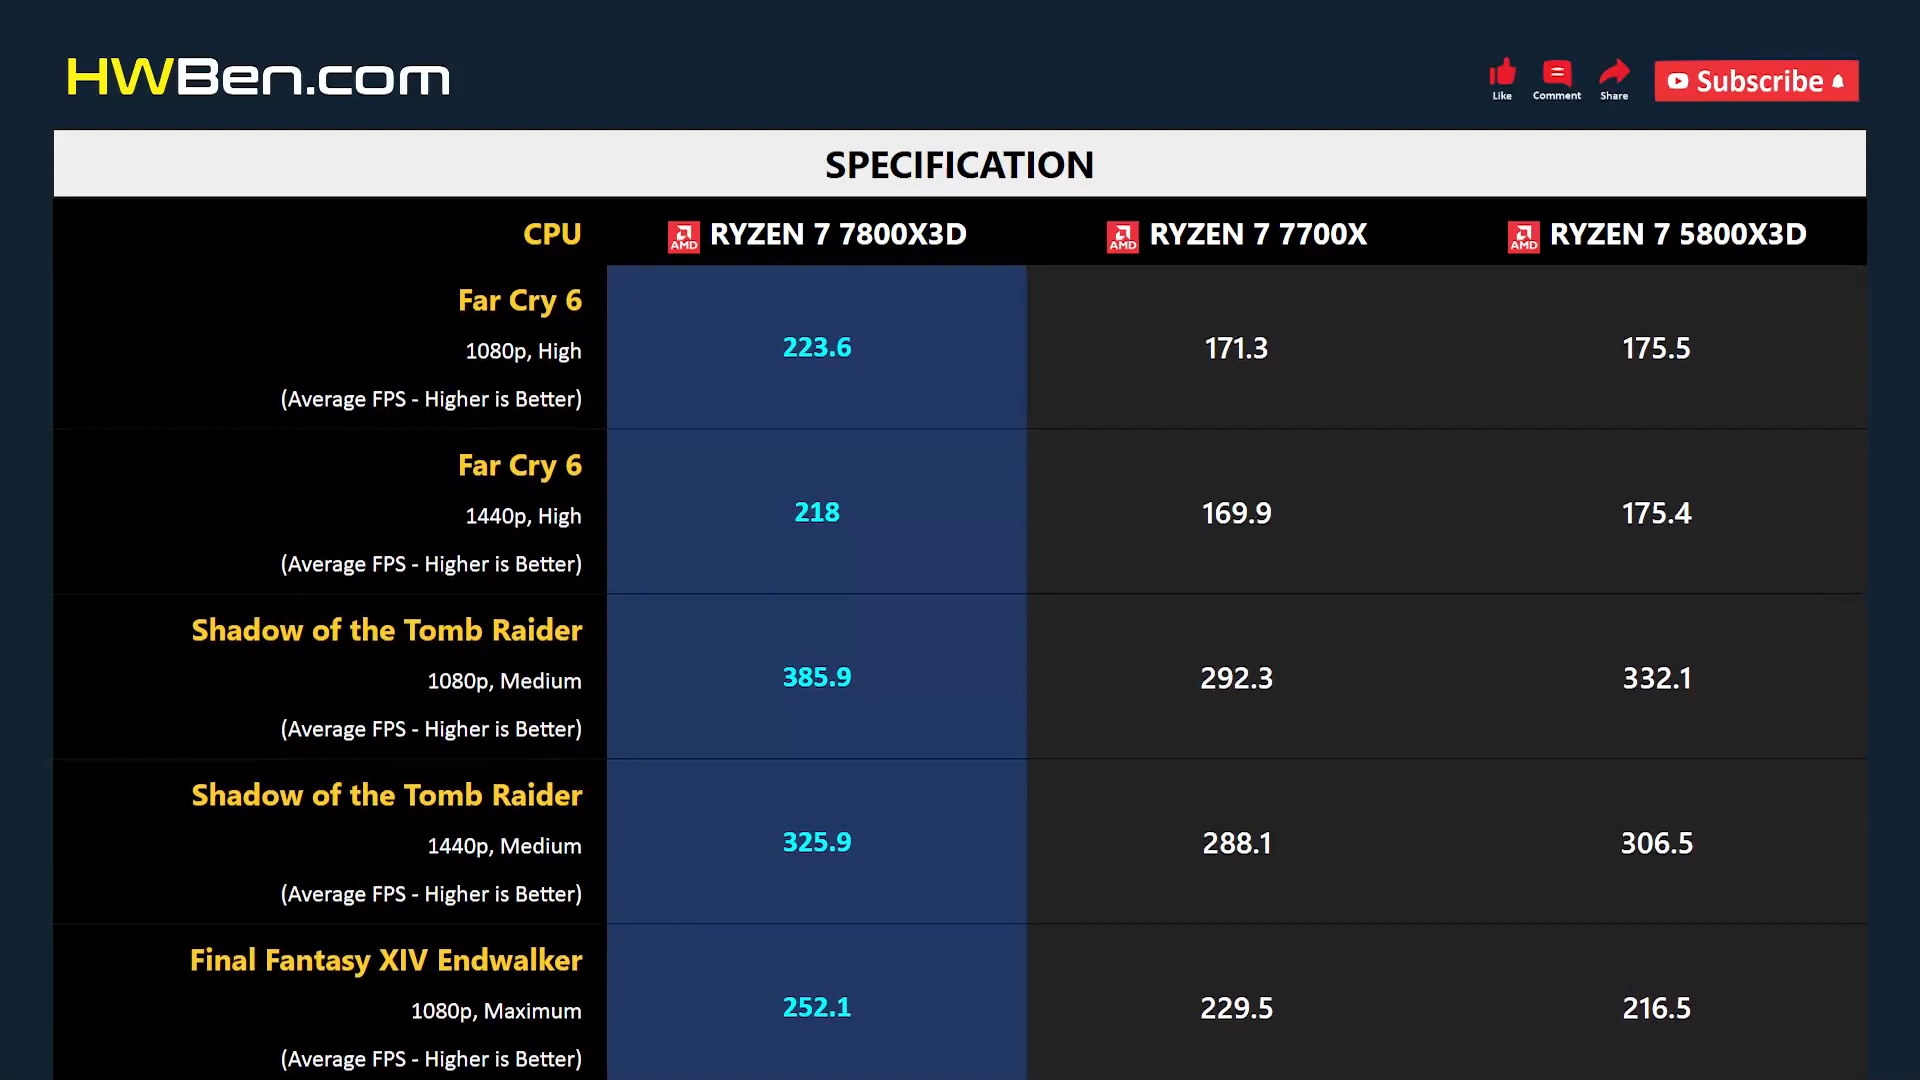 HWBen.com
Like Comment Share Subscribe
SPECIFICATION
CPU AMD RYZEN 7 7800X3D AMD RYZEN 7 7700X AMD RYZEN 7 5800X3D
Far Cry 6
1080p, High
(Average FPS - Higher is Better)
223.6 171.3 175.5
Far Cry 6
1440p, High
(Average FPS - Higher is Better)
218 169.9 175.4
Shadow of the Tomb Raider
1080p, Medium
(Average FPS - Higher is Better)
385.9 292.3 332.1
Shadow of the Tomb Raider
1440p, Medium
(Average FPS - Higher is Better)
325.9 288.1 306.5
Final Fantasy XIV Endwalker
1080p, Maximum
(Average FPS - Higher is Better)
252.1 229.5 216.5